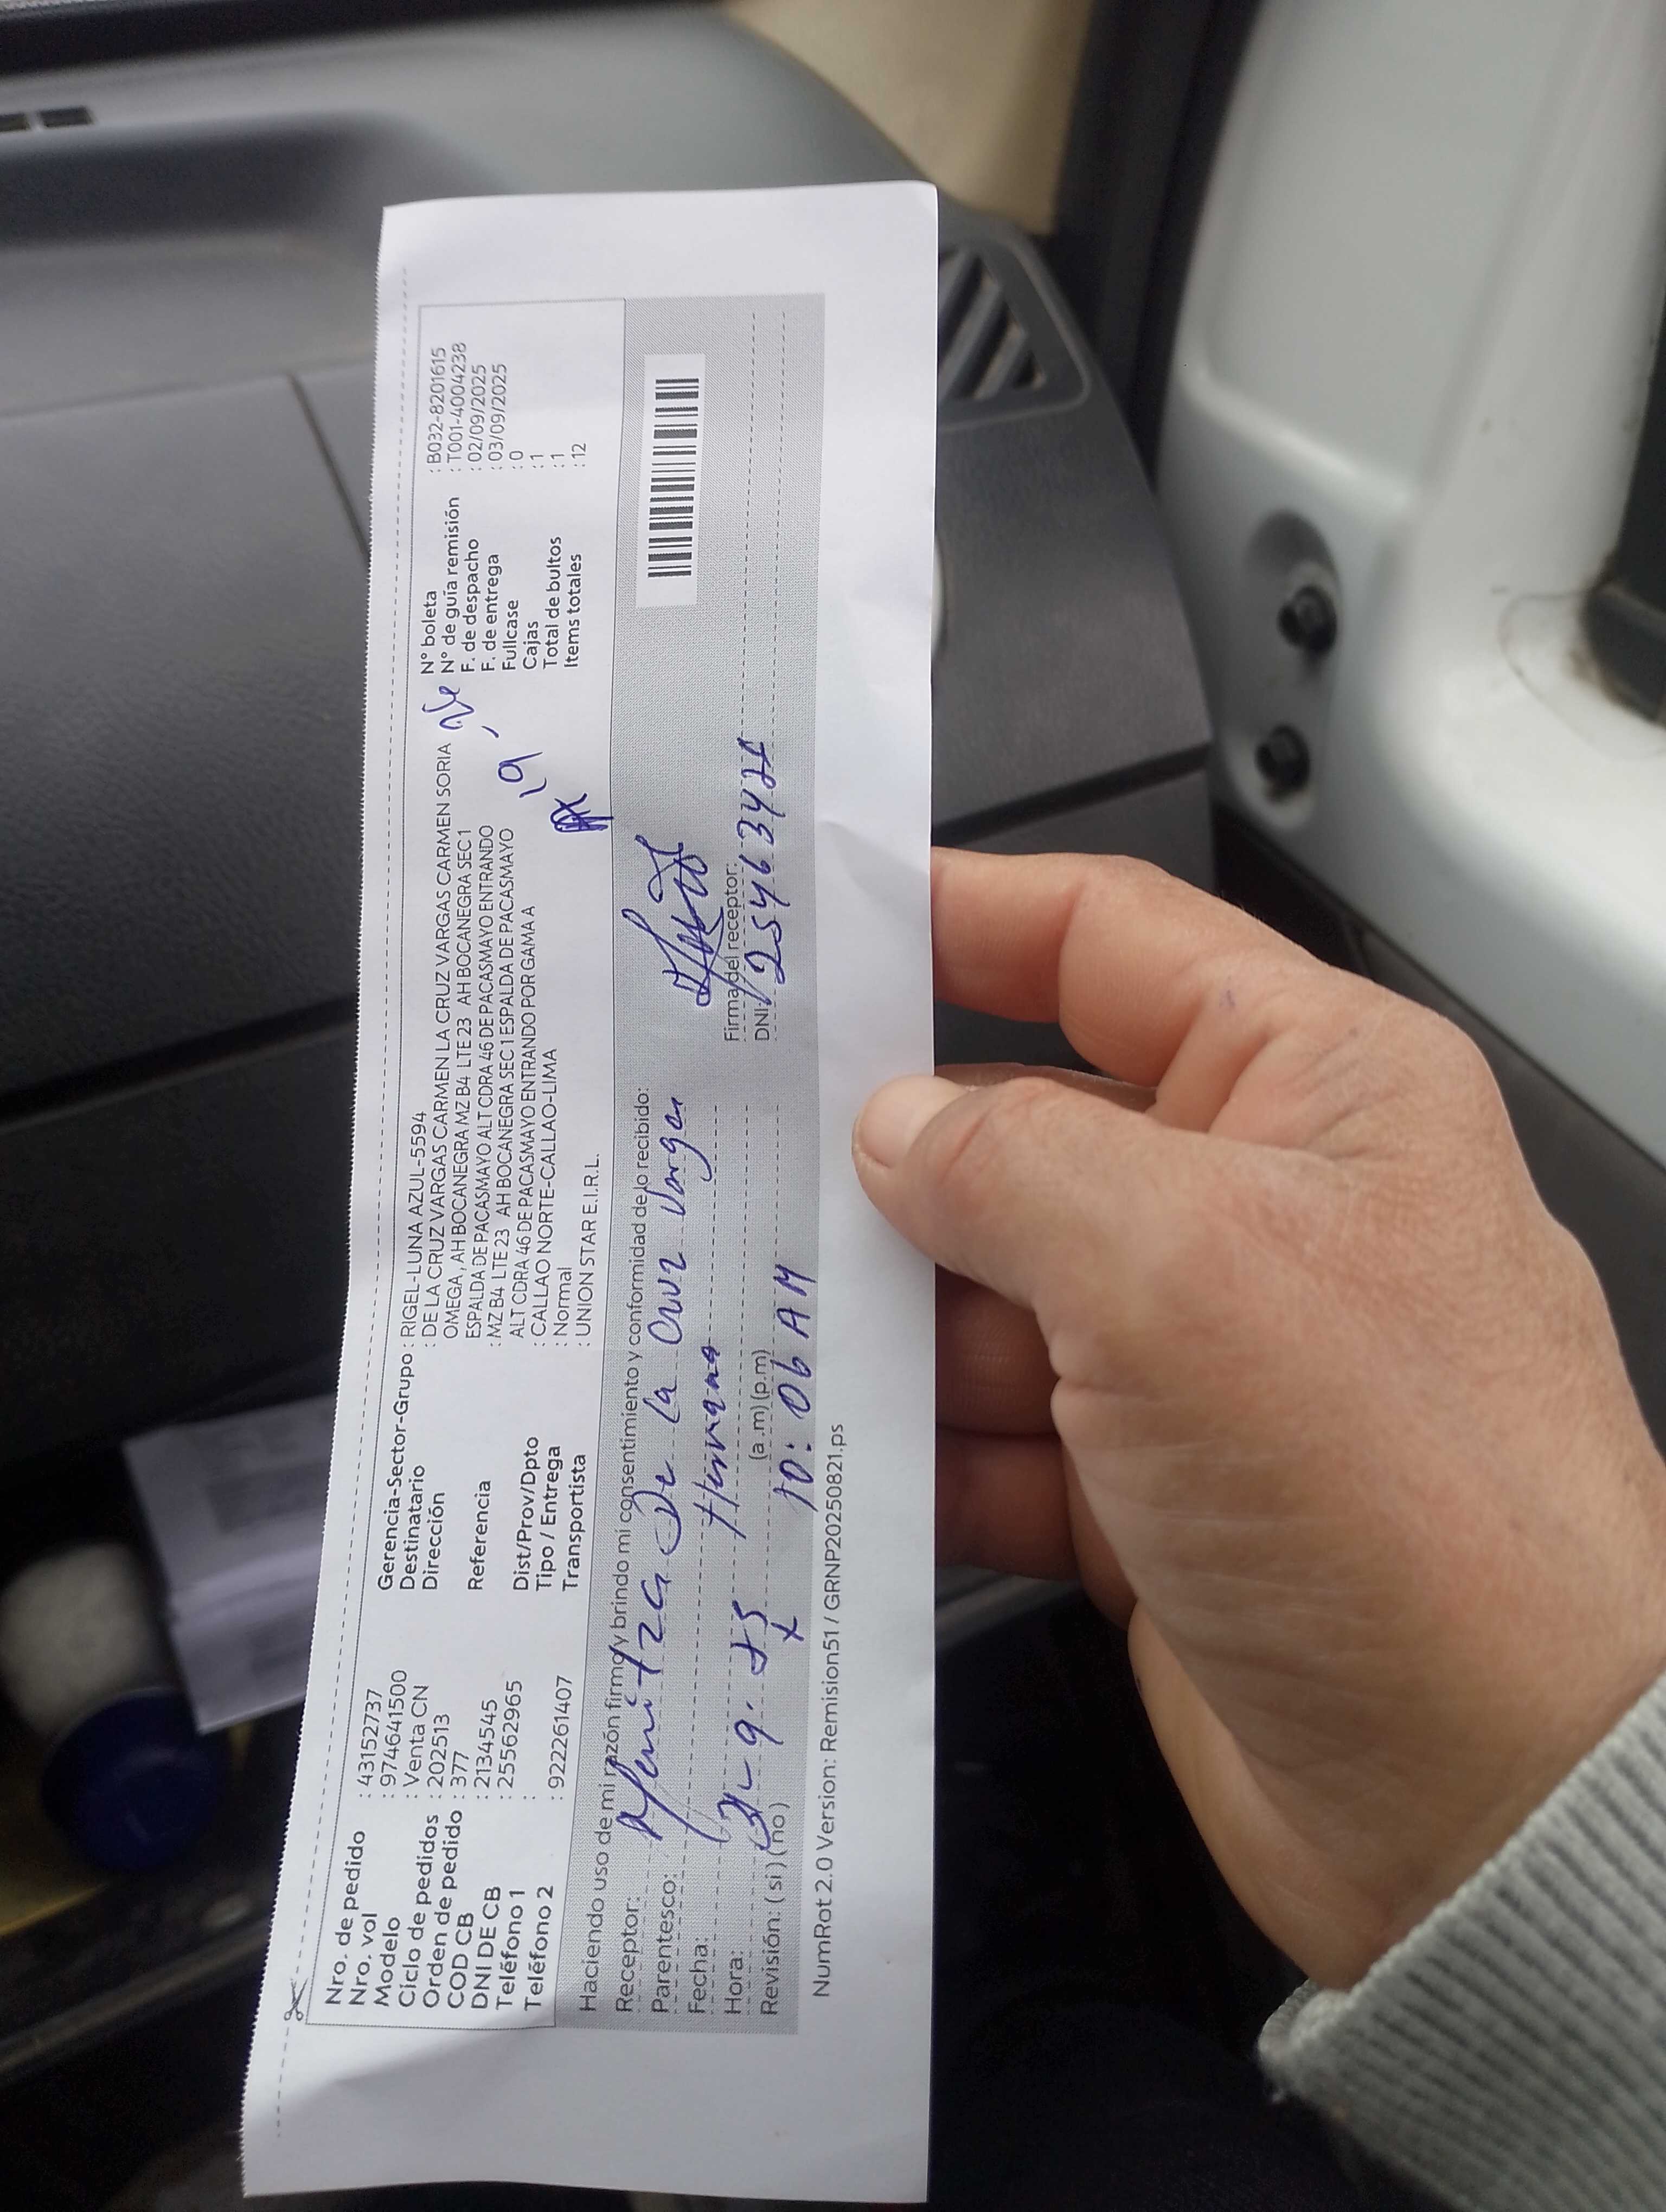 Nro. de pedido : 43152737
Nro. vol : 974641500
Modelo : Venta CN
Ciclo de pedidos : 202513
Orden de pedido : 377
COD CB : 2134545
DNI DE CB : 25562965
Teléfono 1 :
Teléfono 2 : 922261407
Gerencia-Sector-Grupo : RIGEL-LUNA AZUL-5594
Destinatario : DE LA CRUZ VARGAS CARMEN LA CRUZ VARGAS CARMEN SORIA
Dirección OMEGA, AH BOCANEGRA MZ B4 LTE 23 AH BOCANEGRA SEC 1
ESPALDA DE PACASMAYO ALT CDRA 46 DE PACASMAYO ENTRANDO
Referencia : MZ B4 LTE 23 AH BOCANEGRA SEC 1 ESPALDA DE PACASMAYO
ALT CDRA 46 DE PACASMAYO ENTRANDO POR GAMA A
Dist/Prov/Dpto : CALLAO NORTE-CALLAO-LIMA
Tipo / Entrega : Normal
Transportista : UNION STAR E.I.R.L.
N° boleta : B032-8201615
N° de guía remisión : T001-4004238
F. de despacho : 02/09/2025
F. de entrega : 03/09/2025
Fullcase : 0
Cajas : 1
Total de bultos : 1
Items totales : 12
Haciendo uso de mi razón firmo y brindo mi consentimiento y conformidad de lo recibido:
Receptor: De la Cruz Vargas
Parentesco: Hermana
Fecha:
Hora: (a.m) (p.m)
10:06 AM
Revisión: ( si ) ( no )
Firma del receptor:
DNI:
NumRot 2.0 Version: Remision51 / GRNP20250821.ps